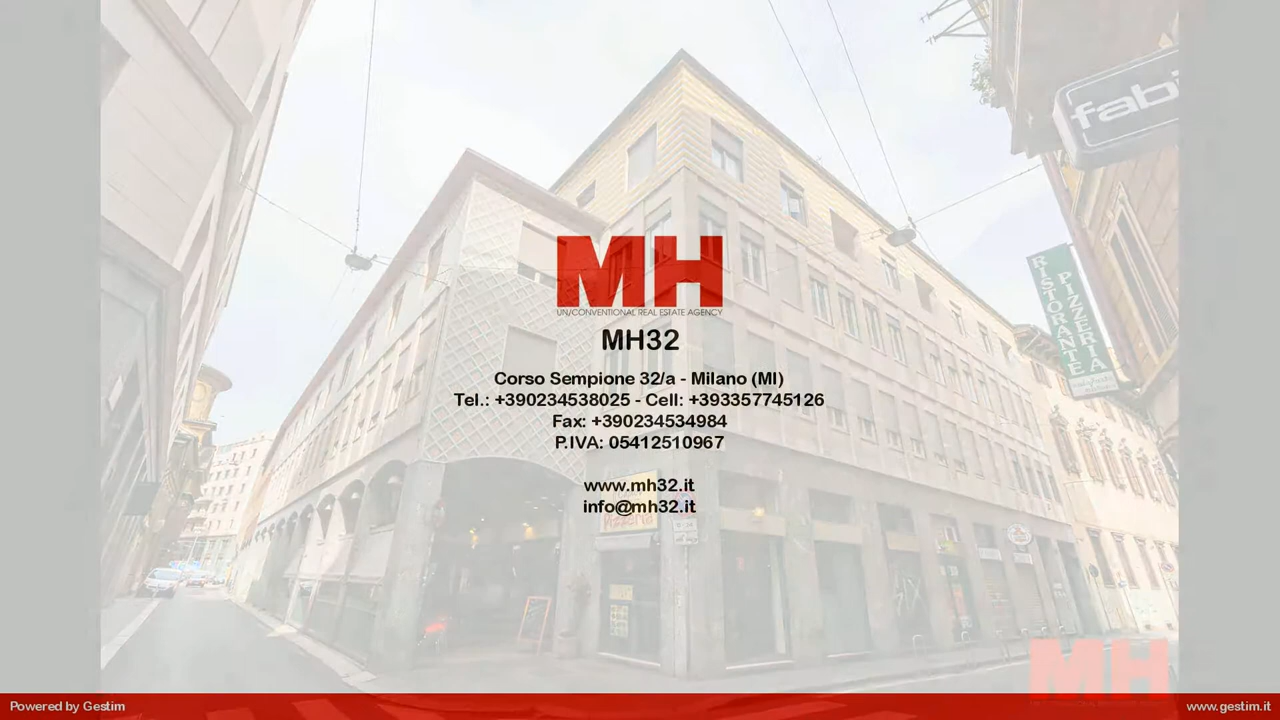 fabi
RISTORANTE
PIZZERIA
MH
UN/CONVENTIONAL REAL ESTATE AGENCY
MH32
Corso Sempione 32/a - Milano (MI)
Tel.: +390234538025 - Cell: +393357745126
Fax: +390234534984
P.IVA: 05412510967
www.mh32.it
info@mh32.it
Pizzeria
MH
Powered by Gestim
www.gestim.it